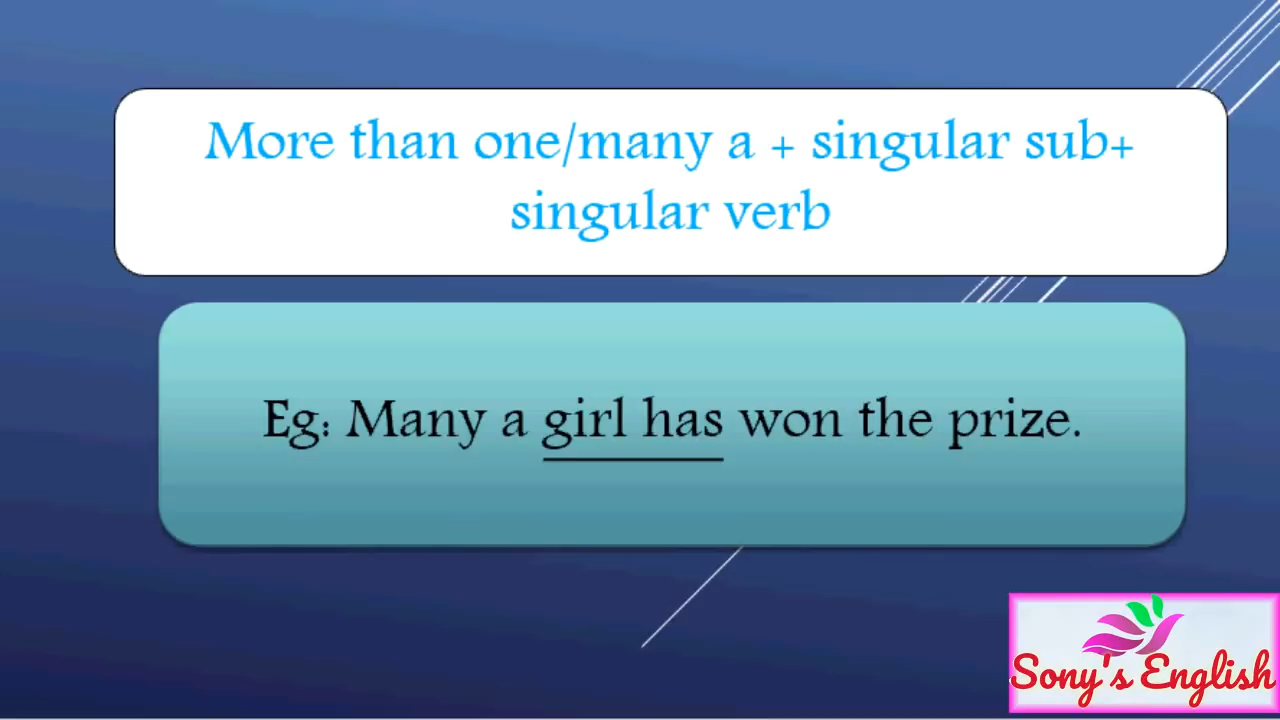 More than one/many a + singular sub+
singular verb
Eg: Many a girl has won the prize.
Sony's English